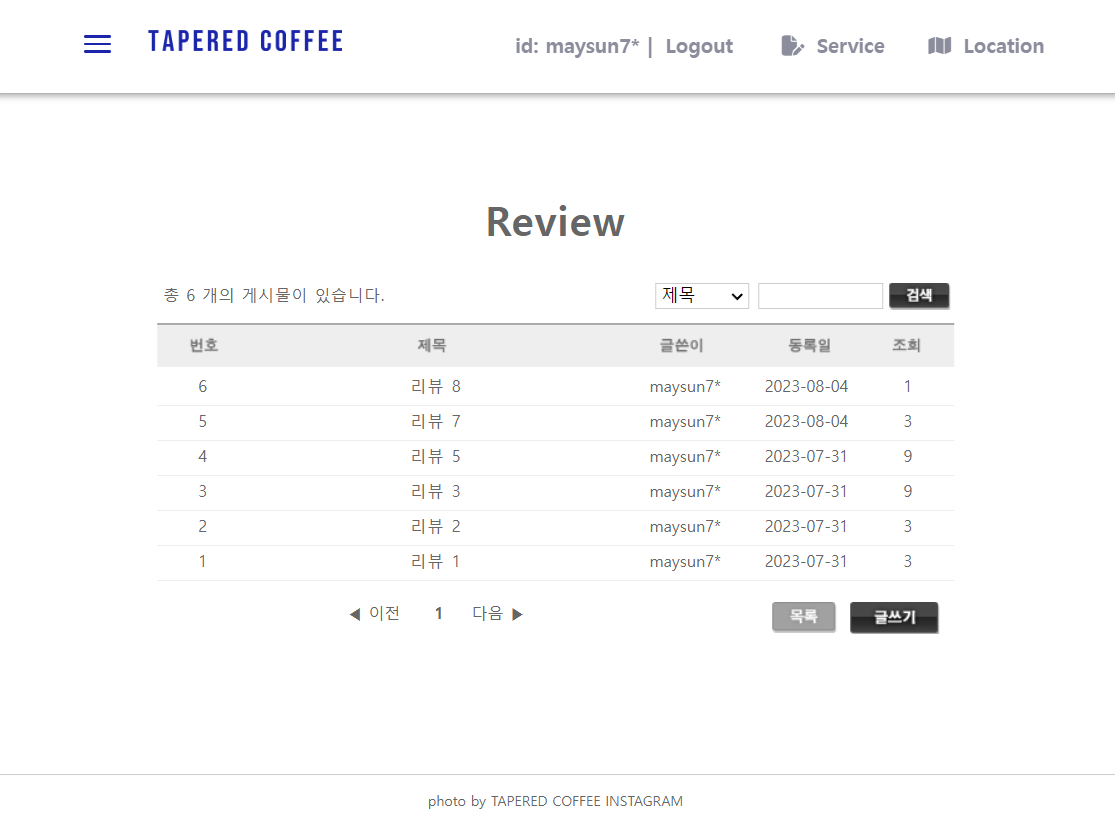 TAPERED COFFEE
id: maysun7* | Logout Service Location
Review
총 6 개의 게시물이 있습니다.
제목 검색
번호 제목 글쓴이 등록일 조회
6 리뷰 8 maysun7* 2023-08-04 1
5 리뷰 7 maysun7* 2023-08-04 3
4 리뷰 5 maysun7* 2023-07-31 9
3 리뷰 3 maysun7* 2023-07-31 9
2 리뷰 2 maysun7* 2023-07-31 3
1 리뷰 1 maysun7* 2023-07-31 3
◀ 이전 1 다음 ▶ 목록 글쓰기
photo by TAPERED COFFEE INSTAGRAM